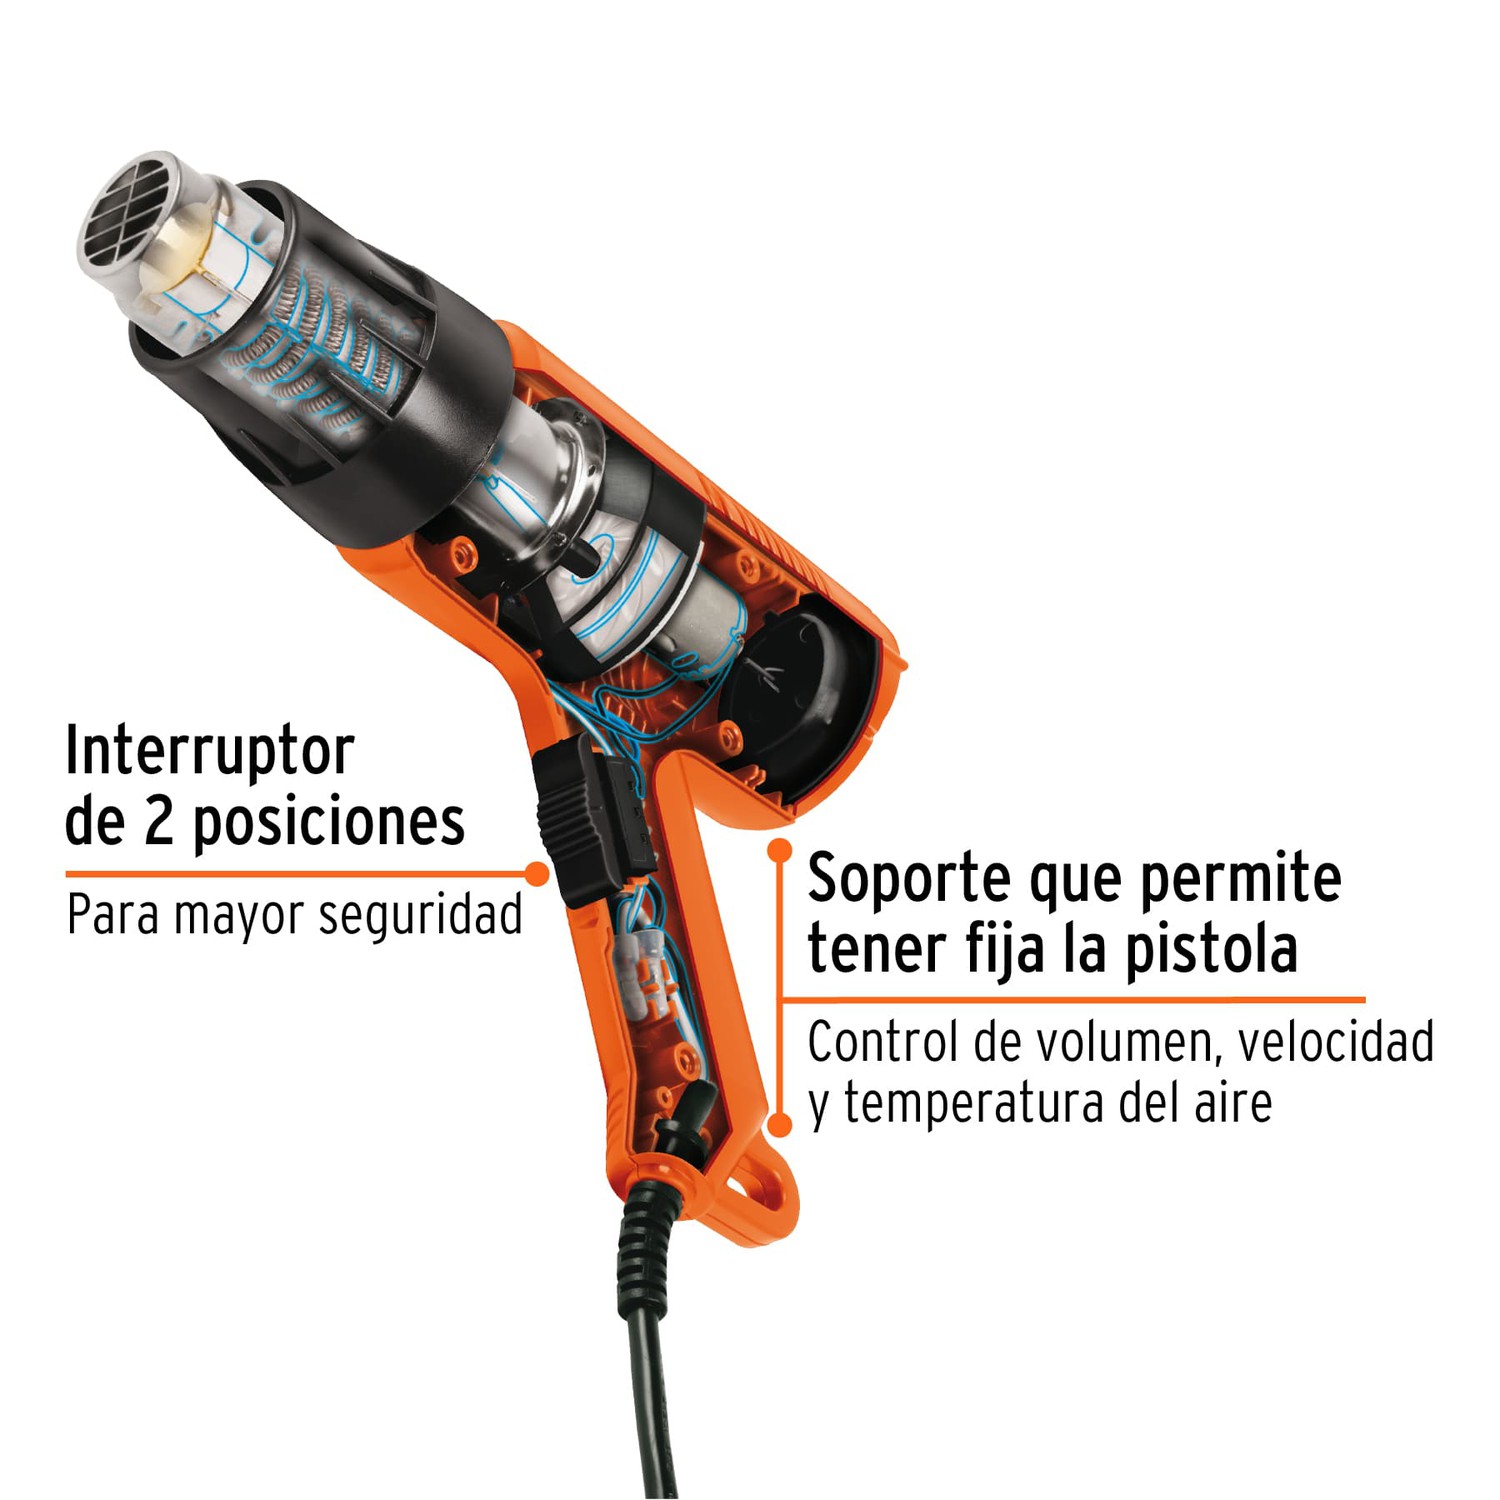 Interruptor
de 2 posiciones
Para mayor seguridad
Soporte que permite
tener fija la pistola
Control de volumen, velocidad
y temperatura del aire